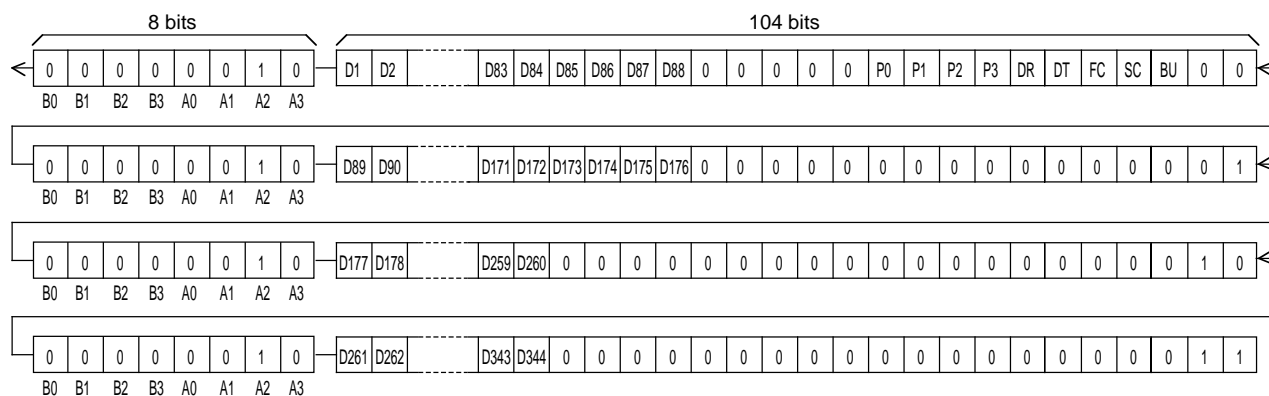 8 bits 104 bits
0 0 0 0 0 0 1 0 D1 D2 D83 D84 D85 D86 D87 D88 0 0 0 0 0 P0 P1 P2 P3 DR DT FC SC BU 0 0
B0 B1 B2 B3 A0 A1 A2 A3
0 0 0 0 0 0 1 0 D89 D90 D171 D172 D173 D174 D175 D176 0 0 0 0 0 0 0 0 0 0 0 0 0 0 0 1
B0 B1 B2 B3 A0 A1 A2 A3
0 0 0 0 0 0 1 0 D177 D178 D259 D260 0 0 0 0 0 0 0 0 0 0 0 0 0 0 0 0 0 0 1 0
B0 B1 B2 B3 A0 A1 A2 A3
0 0 0 0 0 0 1 0 D261 D262 D343 D344 0 0 0 0 0 0 0 0 0 0 0 0 0 0 0 0 0 0 1 1
B0 B1 B2 B3 A0 A1 A2 A3